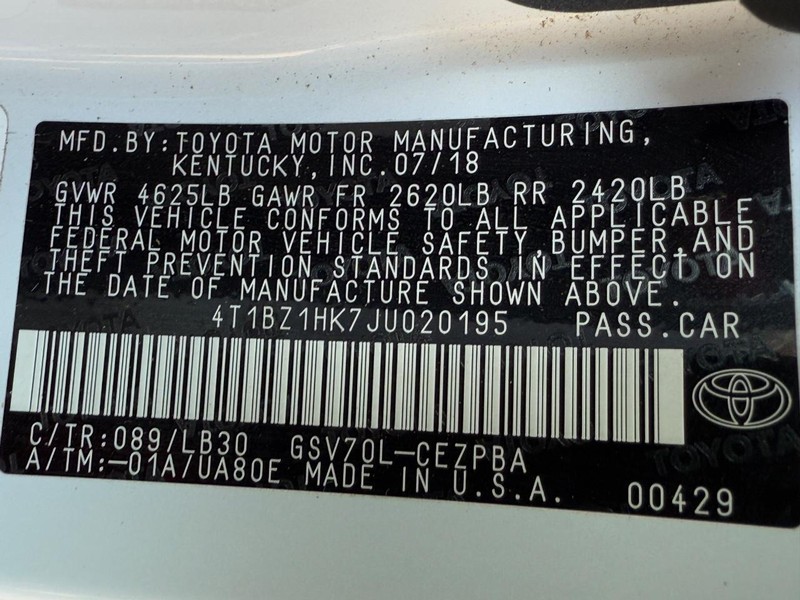 MFD.BY:TOYOTA MOTOR MANUFACTURING,
KENTUCKY,INC.07/18
GVWR 4625LB GAWR FR 2620LB RR 2420LB
THIS VEHICLE CONFORMS TO ALL APPLICABLE
FEDERAL MOTOR VEHICLE SAFETY,BUMPER,AND
THEFT PREVENTION STANDARDS IN EFFECT ON
THE DATE OF MANUFACTURE SHOWN ABOVE.
4T1BZ1HK7JU020195 PASS.CAR
C/TR:089/LB30 GSV70L-CEZPBA
A/TM:-01A/UA80E MADE IN U.S.A. 00429